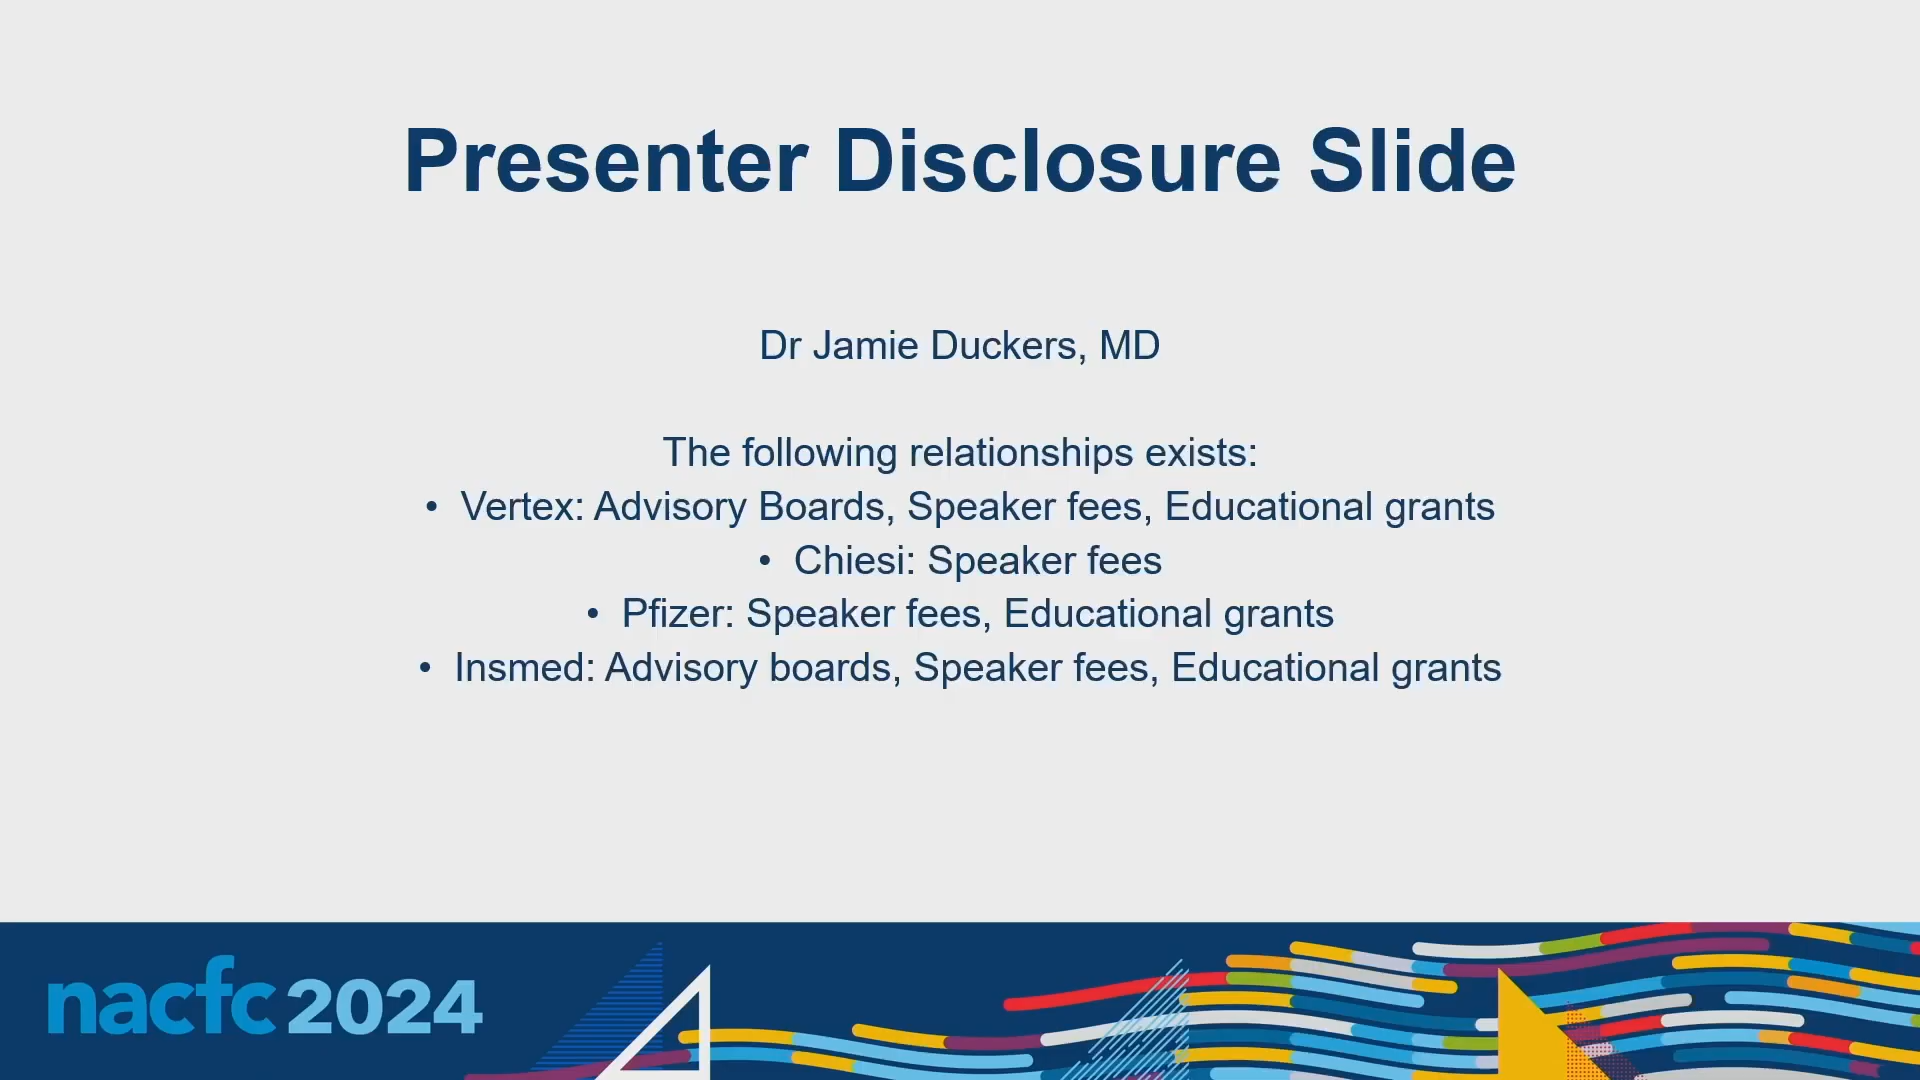 Presenter Disclosure Slide
Dr Jamie Duckers, MD
The following relationships exists:
• Vertex: Advisory Boards, Speaker fees, Educational grants
• Chiesi: Speaker fees
• Pfizer: Speaker fees, Educational grants
• Insmed: Advisory boards, Speaker fees, Educational grants
nacfc 2024